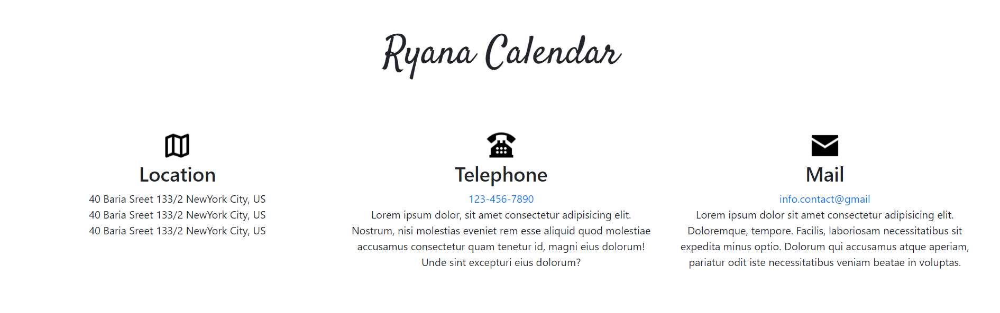 Ryana Calendar
Location
40 Baria Sreet 133/2 NewYork City, US
40 Baria Sreet 133/2 NewYork City, US
40 Baria Sreet 133/2 NewYork City, US
Telephone
123-456-7890
Lorem ipsum dolor, sit amet consectetur adipisicing elit.
Nostrum, nisi molestias eveniet rem esse aliquid quod molestiae
accusamus consectetur quam tenetur id, magni eius dolorum!
Unde sint excepturi eius dolorum?
Mail
info.contact@gmail
Lorem ipsum dolor sit amet consectetur adipisicing elit.
Doloremque, tempore. Facilis, laboriosam necessitatibus sit
expedita minus optio. Dolorum qui accusamus atque aperiam,
pariatur odit iste necessitatibus veniam beatae in voluptas.